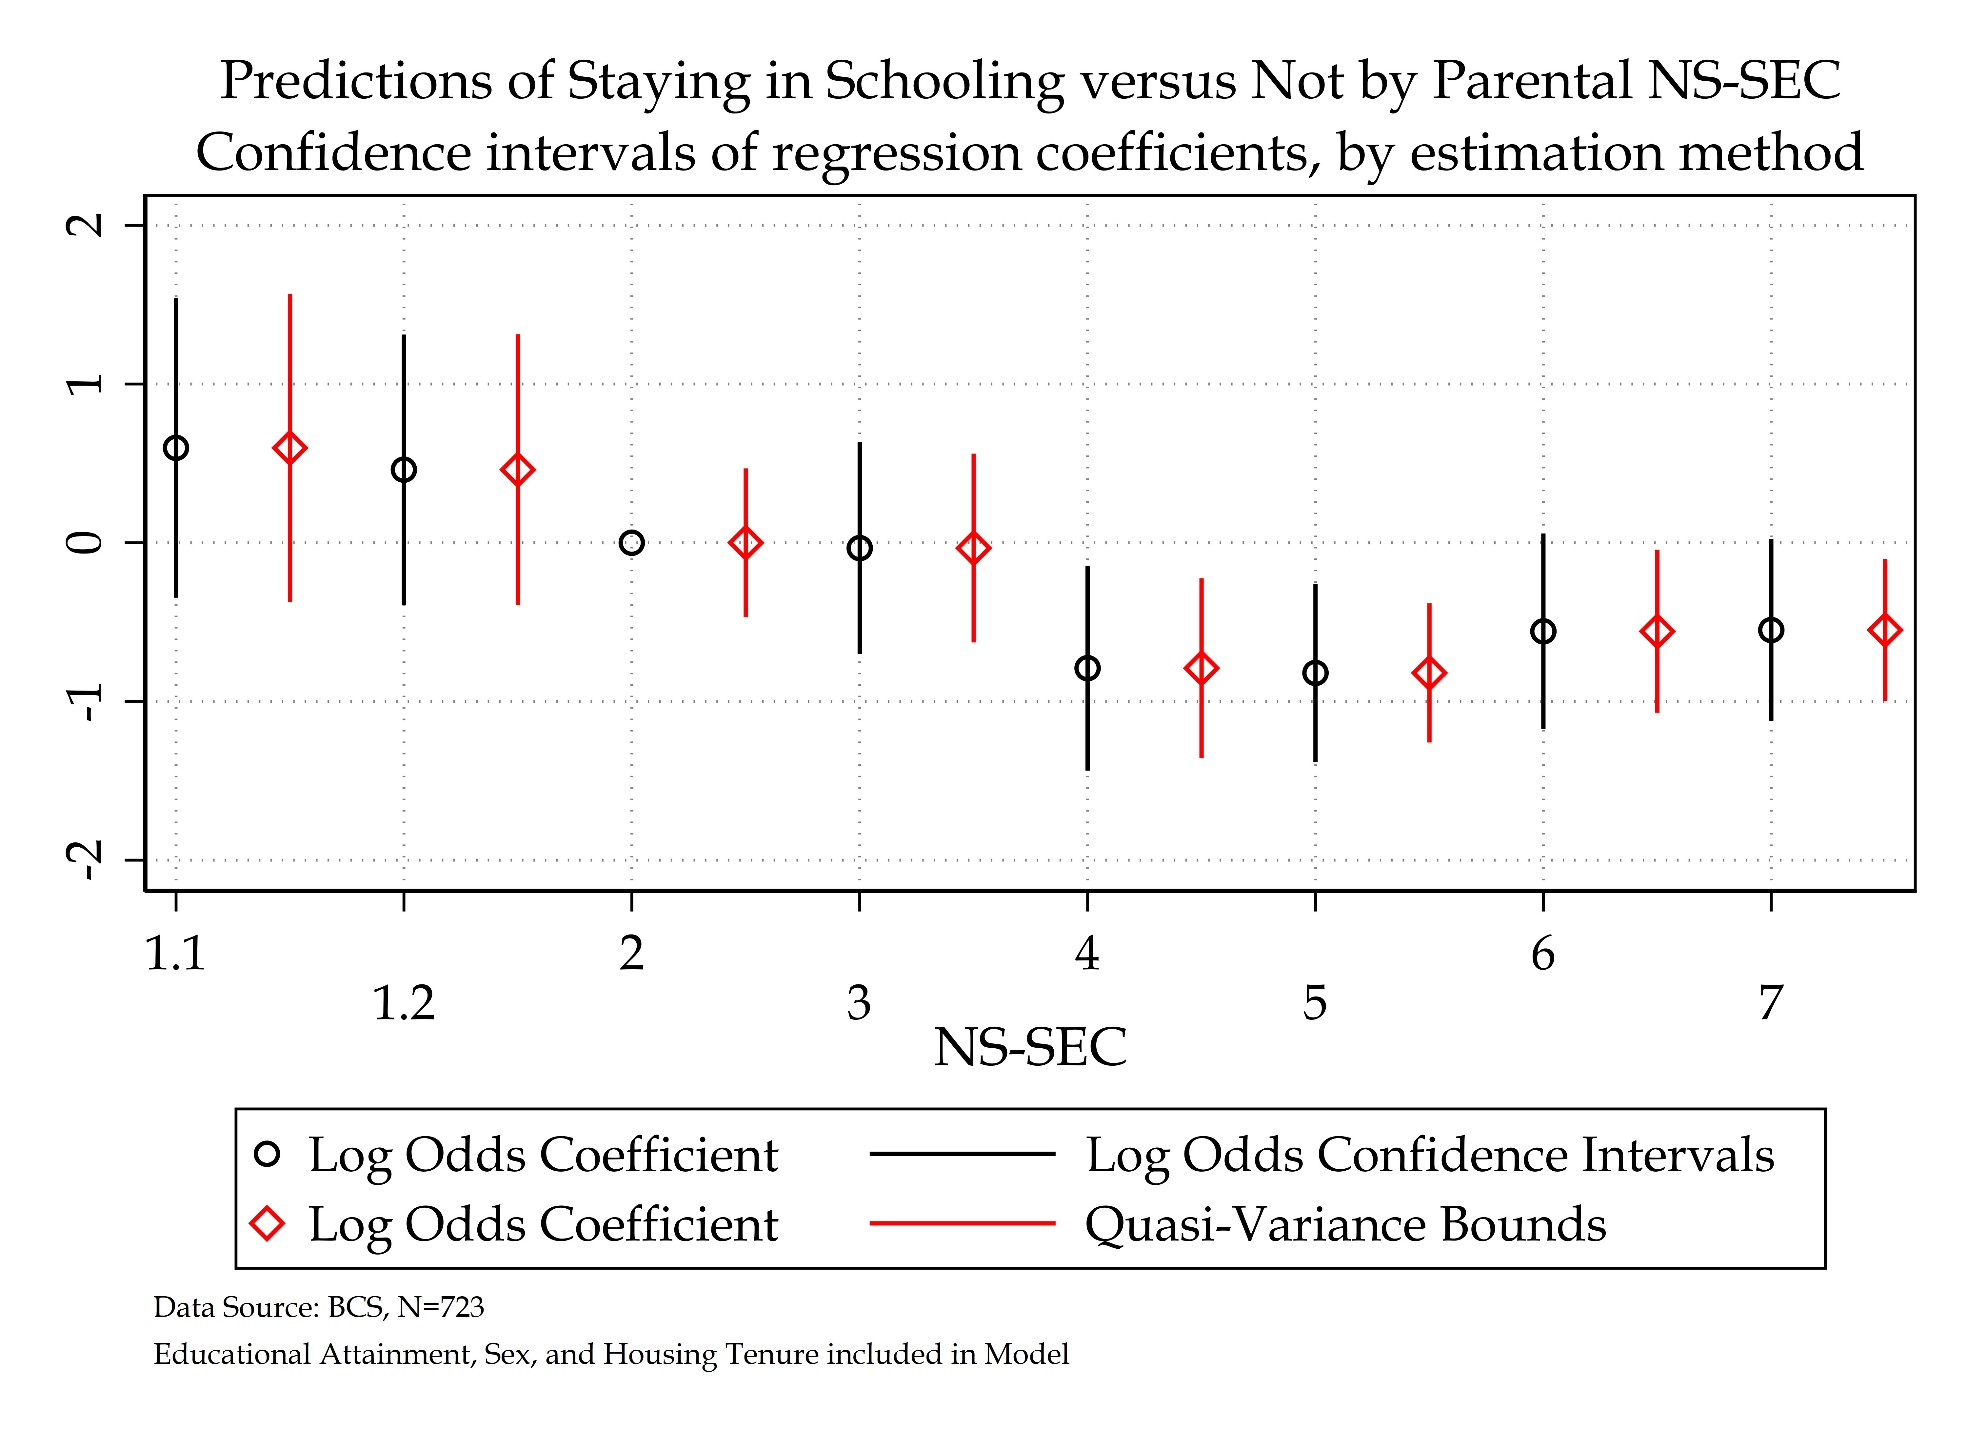 Predictions of Staying in Schooling versus Not by Parental NS-SEC
Confidence intervals of regression coefficients, by estimation method
2
1
0
-1
-2
1.1
2
4
6
1.2
3
5
7
NS-SEC
Log Odds Coefficient
Log Odds Confidence Intervals
Log Odds Coefficient
Quasi-Variance Bounds
Data Source: BCS, N=723
Educational Attainment, Sex, and Housing Tenure included in Model